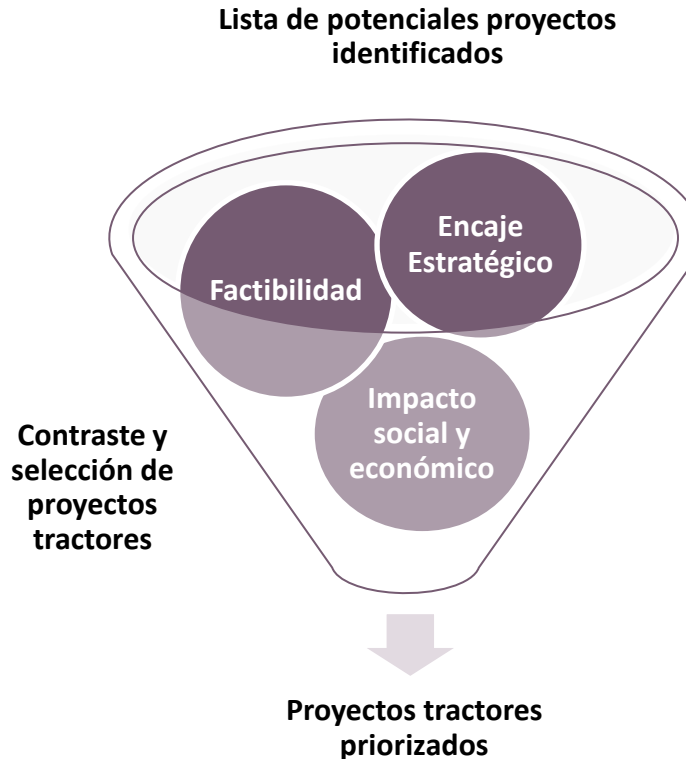 Lista de potenciales proyectos
identificados
Encaje
Estratégico
Factibilidad
Impacto
social y
económico
Contraste y
selección de
proyectos
tractores
Proyectos tractores
priorizados